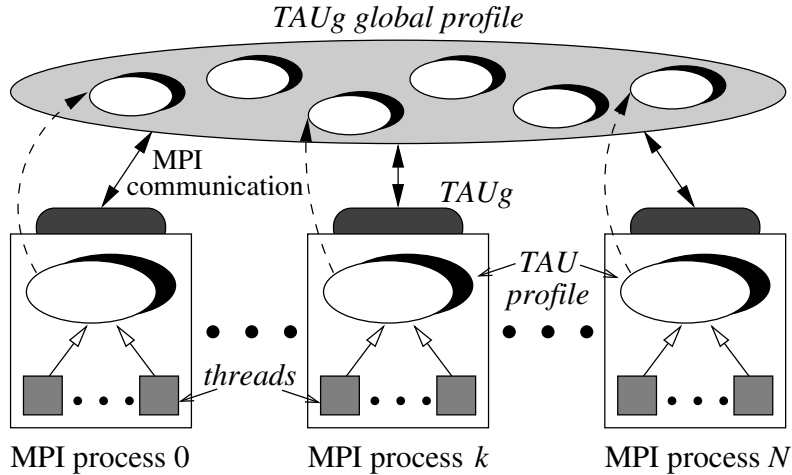 TAUg global profile
MPI
communication
TAUg
TAU
profile
threads
MPI process 0
MPI process k
MPI process N